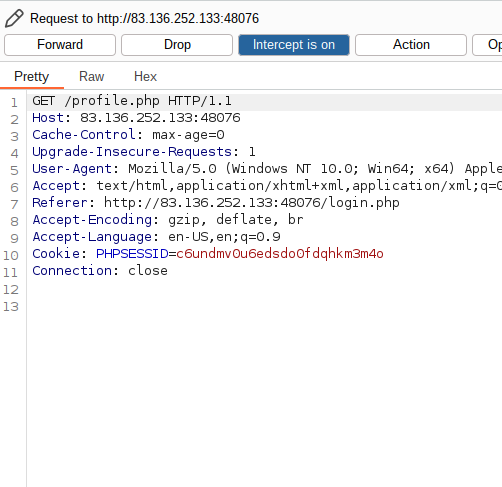 Request to http://83.136.252.133:48076
Forward Drop Intercept is on Action Op
Pretty Raw Hex
1 GET /profile.php HTTP/1.1
2 Host: 83.136.252.133:48076
3 Cache-Control: max-age=0
4 Upgrade-Insecure-Requests: 1
5 User-Agent: Mozilla/5.0 (Windows NT 10.0; Win64; x64) Apple
6 Accept: text/html,application/xhtml+xml,application/xml;q=0
7 Referer: http://83.136.252.133:48076/login.php
8 Accept-Encoding: gzip, deflate, br
9 Accept-Language: en-US,en;q=0.9
10 Cookie: PHPSESSID=c6undmv0u6edsdo0fdqhkm3m4o
11 Connection: close
12
13